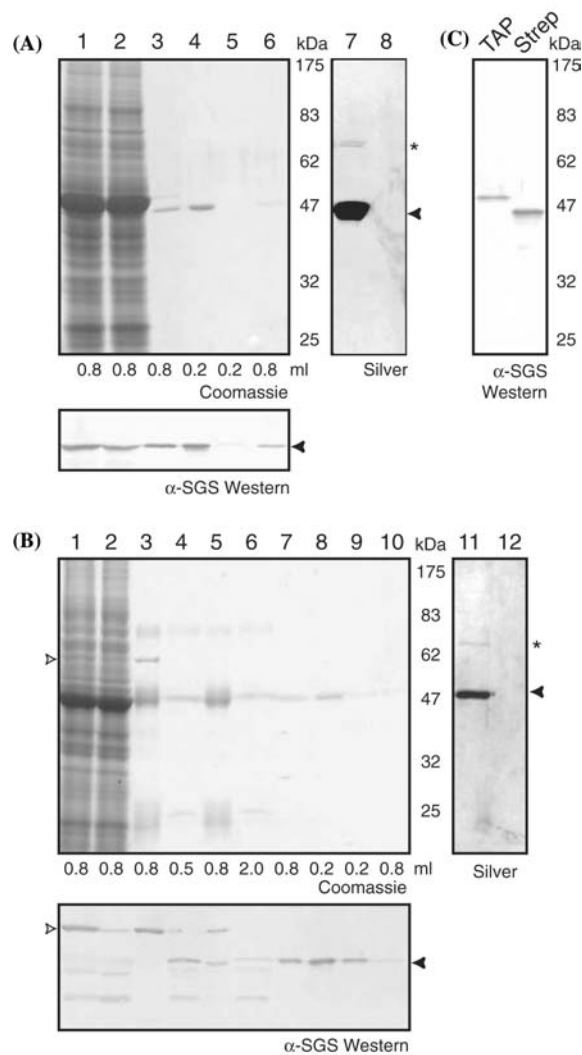 (A) 1 2 3 4 5 6 kDa 7 8 (C) TAP Strep kDa
175 175
83 83
62 * 62
47 47
32 32
25 25
0.8 0.8 0.8 0.2 0.2 0.8 ml Silver α-SGS
Coomassie Western
α-SGS Western
(B) 1 2 3 4 5 6 7 8 9 10 kDa 11 12
175
83
62 *
47
32
25
0.8 0.8 0.8 0.5 0.8 2.0 0.8 0.2 0.2 0.8 ml Silver
Coomassie
α-SGS Western